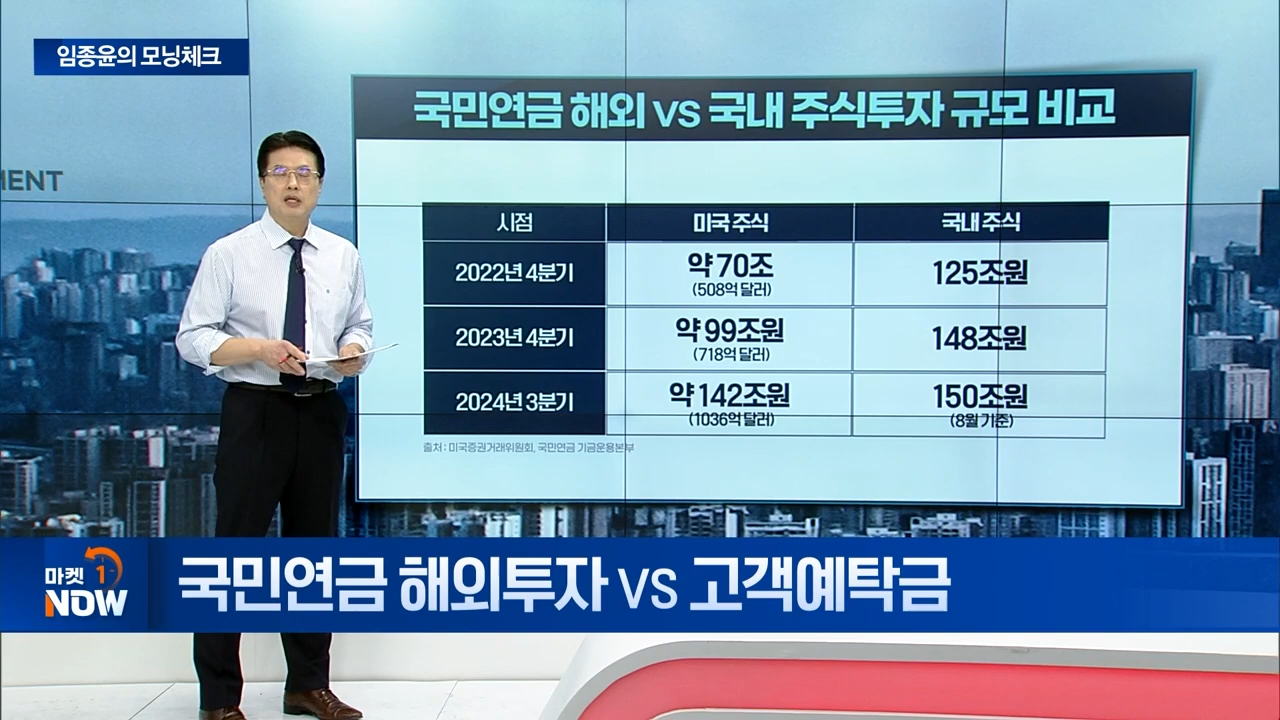 임종윤의 모닝체크
MENT
국민연금 해외 vs 국내 주식투자 규모 비교
시점 미국 주식 국내 주식
2022년 4분기 약 70조 (508억 달러) 125조원
2023년 4분기 약 99조원 (718억 달러) 148조원
2024년 3분기 약 142조원 (1036억 달러) 150조원 (8월 기준)
출처 : 미국증권거래위원회, 국민연금 기금운용본부
마켓 1 NOW
국민연금 해외투자 vs 고객예탁금